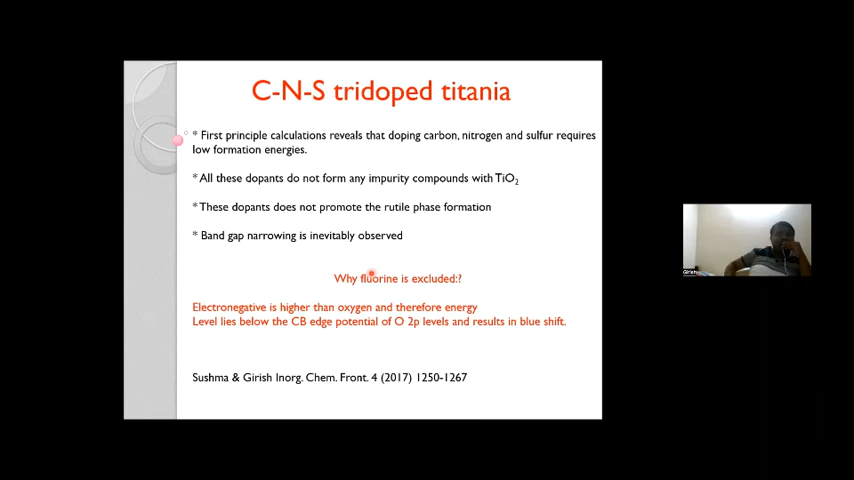 C-N-S tridoped titania
* First principle calculations reveals that doping carbon, nitrogen and sulfur requires
low formation energies.
* All these dopants do not form any impurity compounds with TiO₂
* These dopants does not promote the rutile phase formation
* Band gap narrowing is inevitably observed
Why fluorine is excluded:?
Electronegative is higher than oxygen and therefore energy
Level lies below the CB edge potential of O 2p levels and results in blue shift.
Sushma & Girish Inorg. Chem. Front. 4 (2017) 1250-1267
Girish